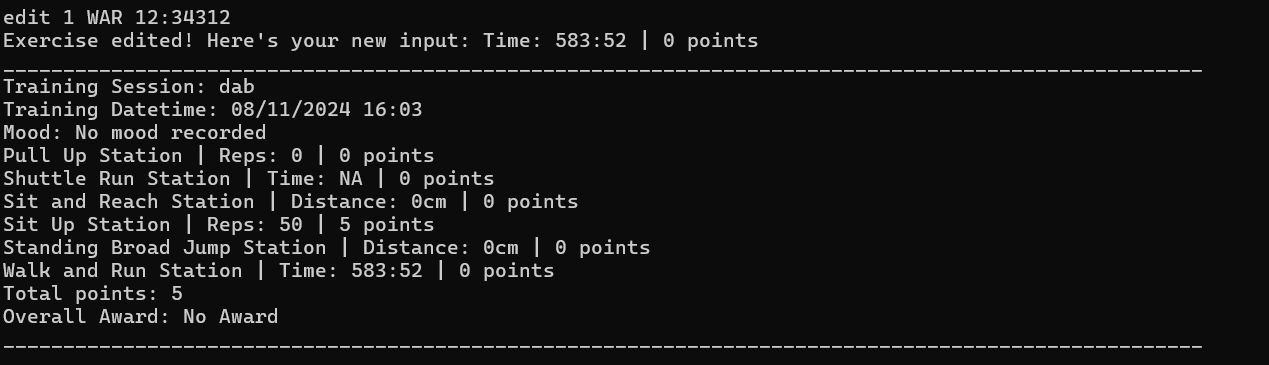 edit 1 WAR 12:34312
Exercise edited! Here's your new input: Time: 583:52 | 0 points
____________________________________________________________________________________________________
Training Session: dab
Training Datetime: 08/11/2024 16:03
Mood: No mood recorded
Pull Up Station | Reps: 0 | 0 points
Shuttle Run Station | Time: NA | 0 points
Sit and Reach Station | Distance: 0cm | 0 points
Sit Up Station | Reps: 50 | 5 points
Standing Broad Jump Station | Distance: 0cm | 0 points
Walk and Run Station | Time: 583:52 | 0 points
Total points: 5
Overall Award: No Award
____________________________________________________________________________________________________